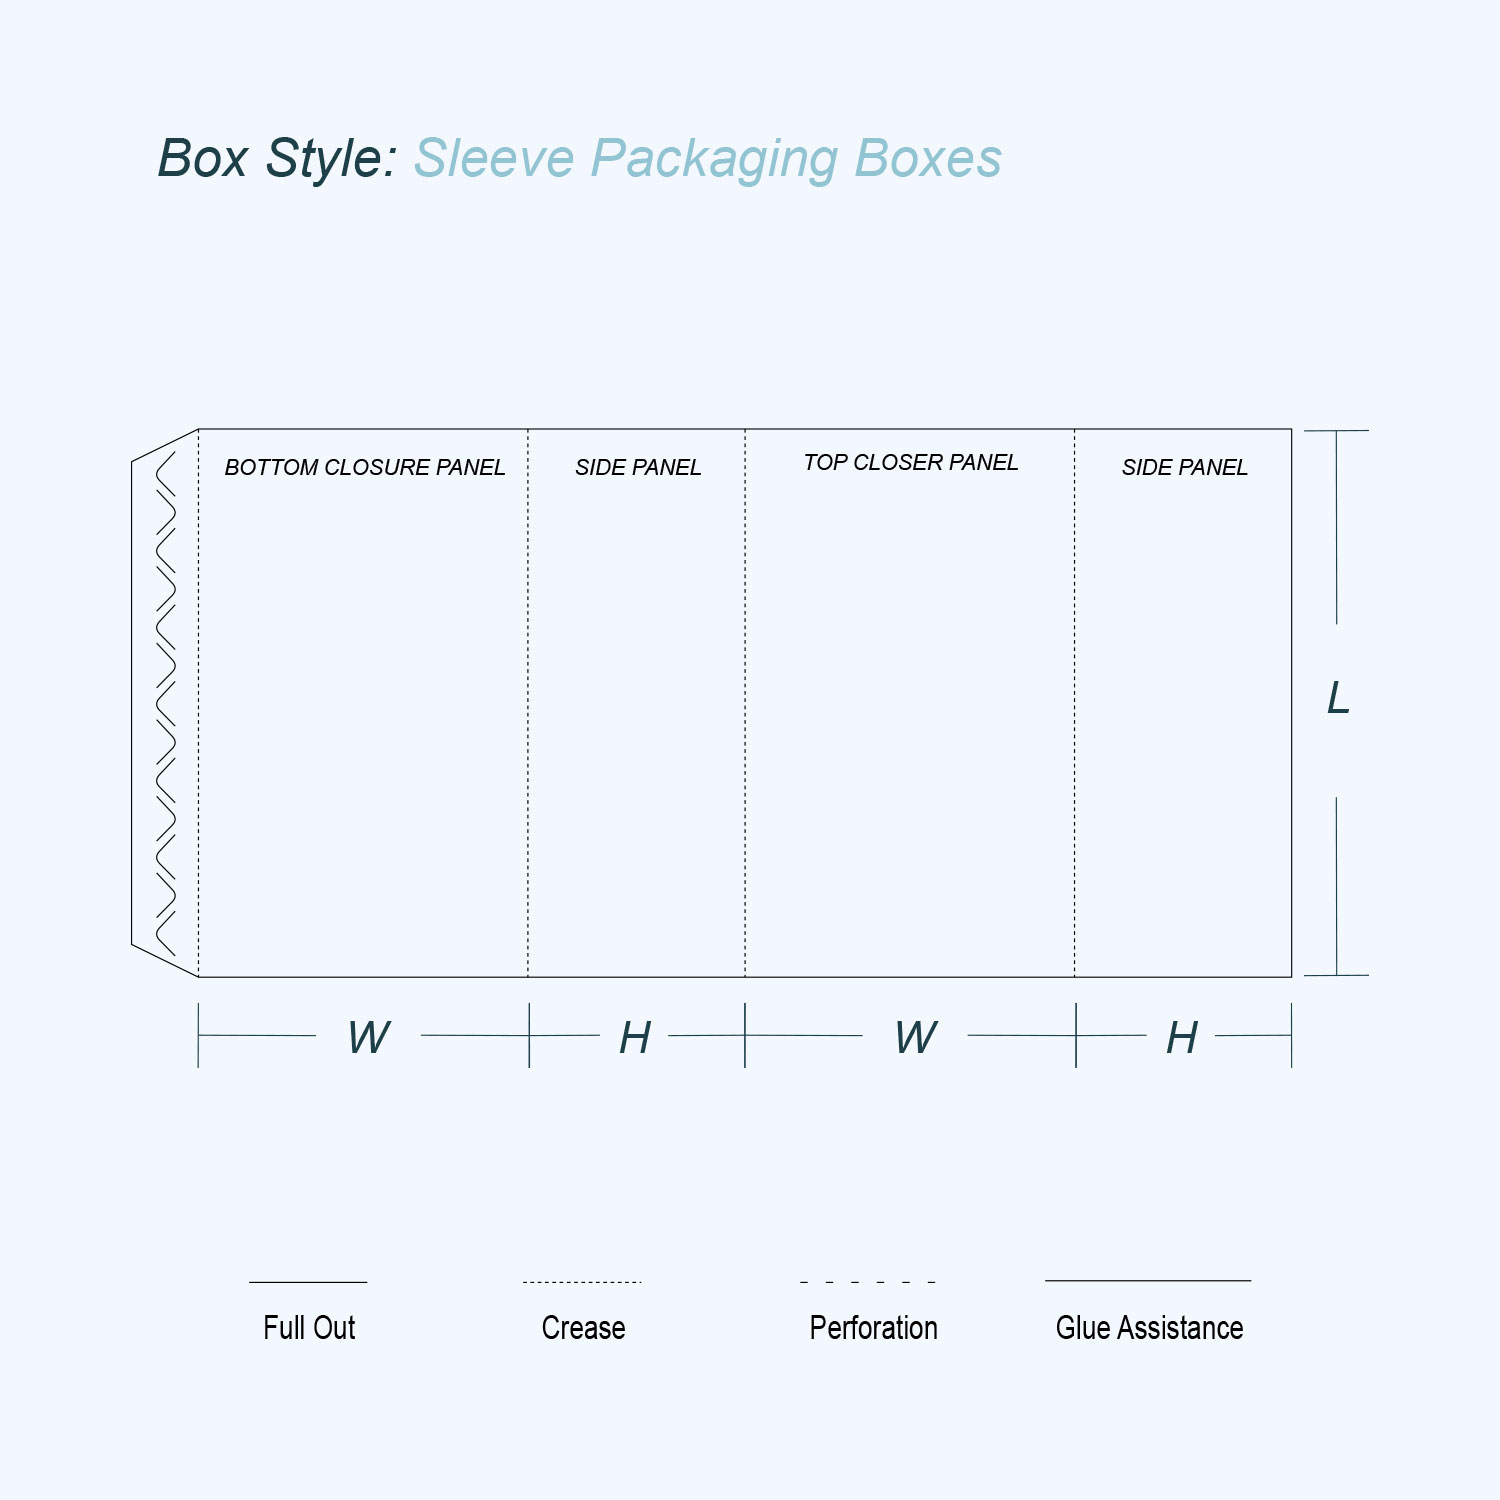 Box Style: Sleeve Packaging Boxes
BOTTOM CLOSURE PANEL
SIDE PANEL
TOP CLOSER PANEL
SIDE PANEL
L
W
H
W
H
Full Out
Crease
Perforation
Glue Assistance